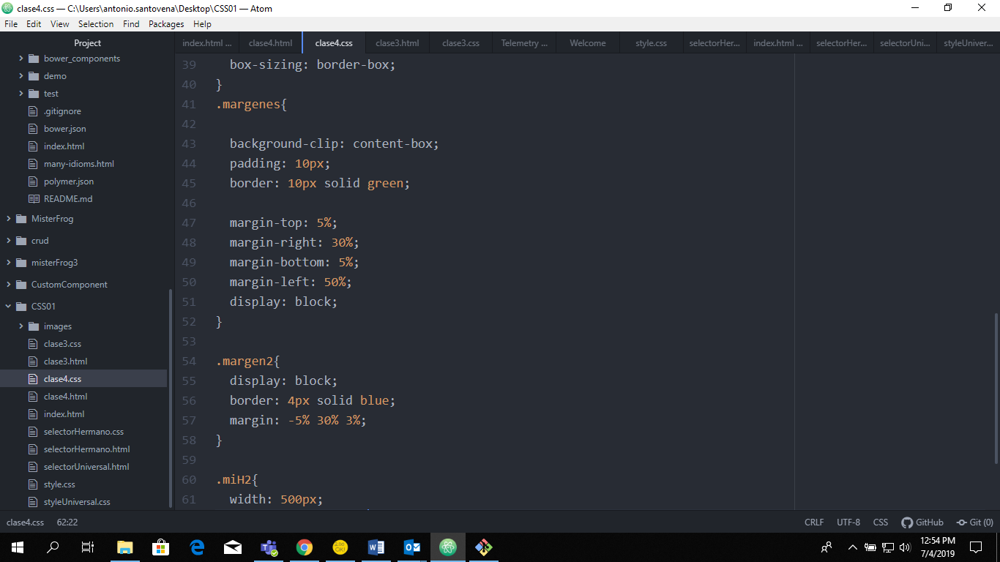 clase4.css — C:\Users\antonio.santovena\Desktop\CSS01 — Atom
File Edit View Selection Find Packages Help
Project
bower_components
demo
test
.gitignore
bower.json
index.html
many-idioms.html
polymer.json
README.md
MisterFrog
crud
misterFrog3
CustomComponent
CSS01
images
clase3.css
clase3.html
clase4.css
clase4.html
index.html
selectorHermano.css
selectorHermano.html
selectorUniversal.html
style.css
styleUniversal.css
index.html ... clase4.html clase4.css clase3.html clase3.css Telemetry ... Welcome style.css selectorHer... index.html ... selectorHer... selectorUni... styleUniver...
39 box-sizing: border-box;
40 }
41 .margenes{
42
43 background-clip: content-box;
44 padding: 10px;
45 border: 10px solid green;
46
47 margin-top: 5%;
48 margin-right: 30%;
49 margin-bottom: 5%;
50 margin-left: 50%;
51 display: block;
52 }
53
54 .margen2{
55 display: block;
56 border: 4px solid blue;
57 margin: -5% 30% 3%;
58 }
59
60 .miH2{
61 width: 500px;
clase4.css 62:22 CRLF UTF-8 CSS GitHub Git (0)
12:54 PM
7/4/2019